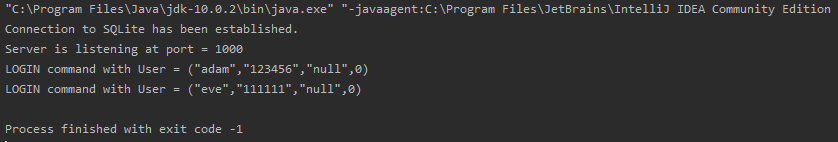 "C:\Program Files\Java\jdk-10.0.2\bin\java.exe" "-javaagent:C:\Program Files\JetBrains\IntelliJ IDEA Community Edition
Connection to SQLite has been established.
Server is listening at port = 1000
LOGIN command with User = ("adam","123456","null",0)
LOGIN command with User = ("eve","111111","null",0)
Process finished with exit code -1